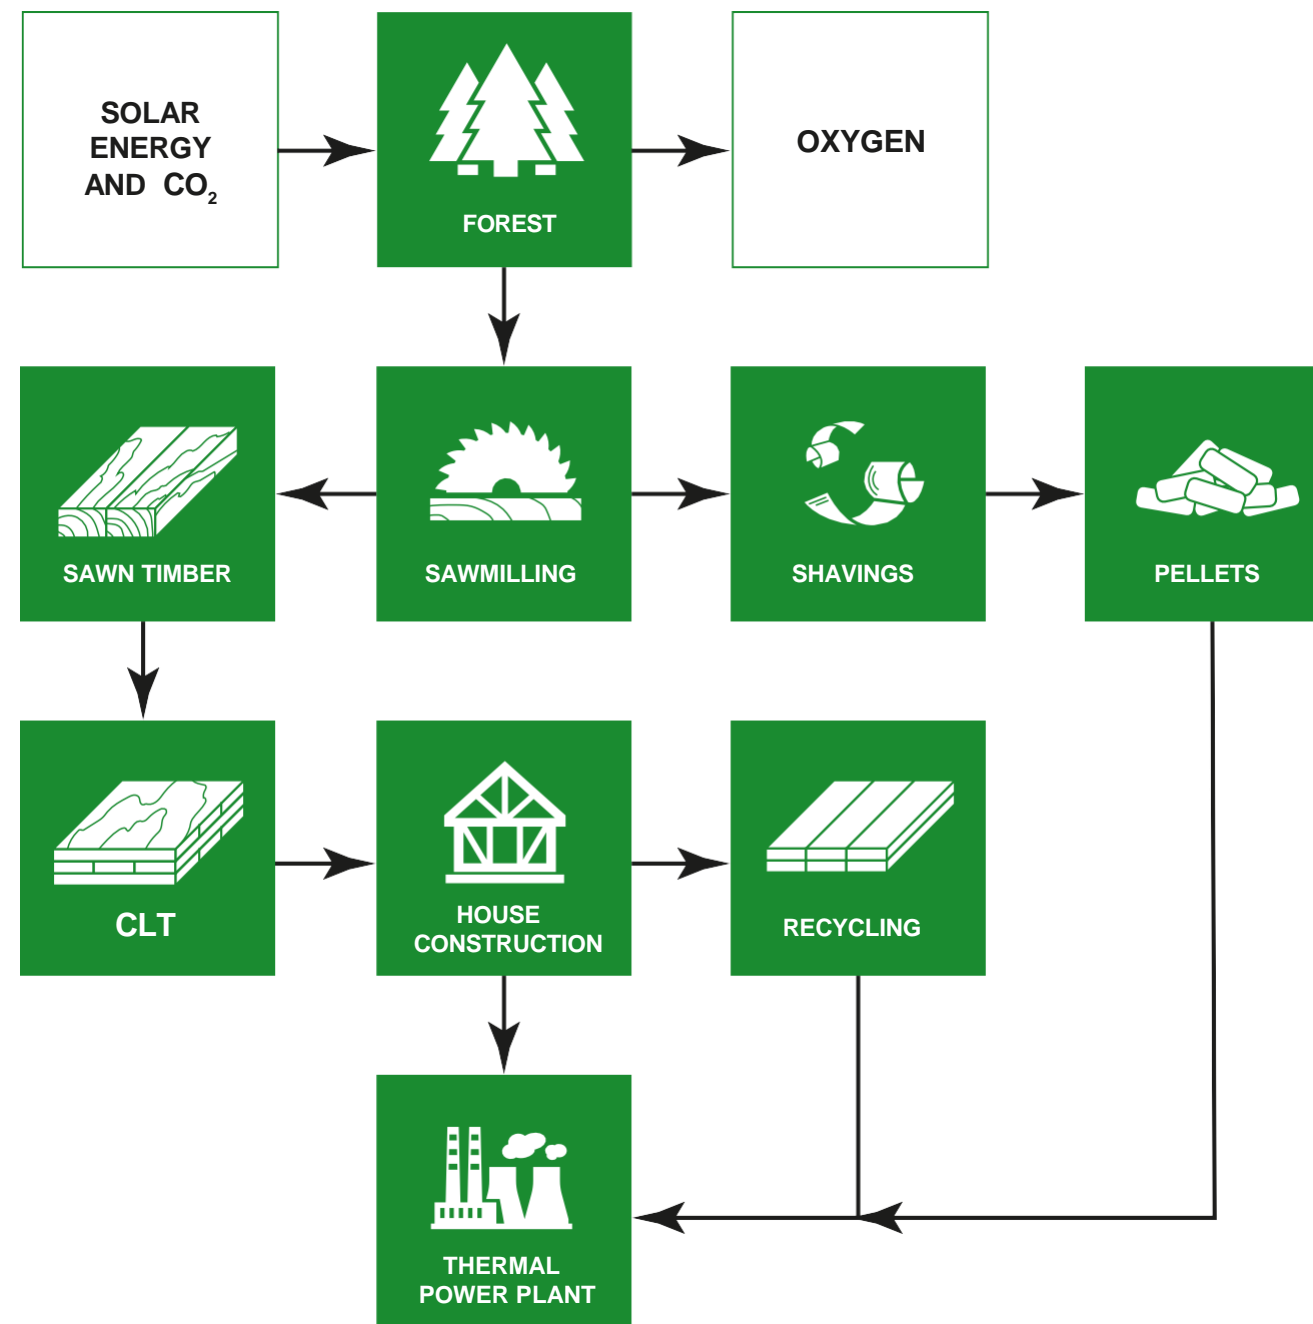 SOLAR
ENERGY
AND CO₂
FOREST
OXYGEN
SAWN TIMBER
SAWMILLING
SHAVINGS
PELLETS
CLT
HOUSE
CONSTRUCTION
RECYCLING
THERMAL
POWER PLANT